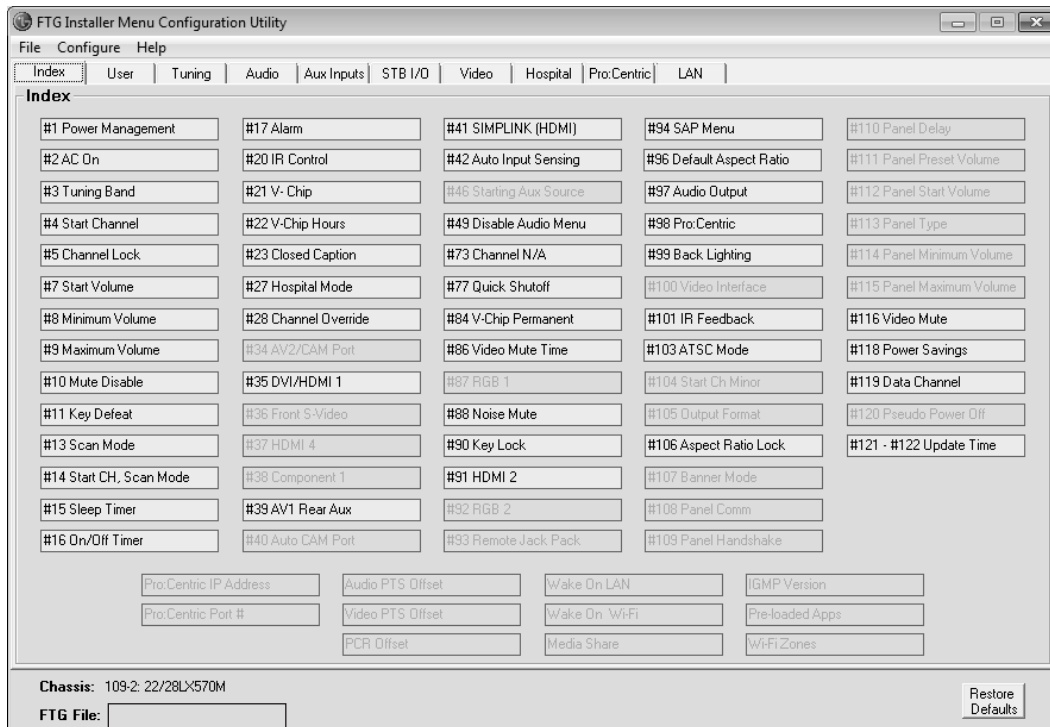 FTG Installer Menu Configuration Utility
File Configure Help
Index User Tuning Audio Aux Inputs STB I/O Video Hospital Pro:Centric LAN
Index
#1 Power Management #17 Alarm #41 SIMPLINK (HDMI) #94 SAP Menu #110 Panel Delay
#2 AC On #20 IR Control #42 Auto Input Sensing #96 Default Aspect Ratio #111 Panel Preset Volume
#3 Tuning Band #21 V- Chip #46 Starting Aux Source #97 Audio Output #112 Panel Start Volume
#4 Start Channel #22 V-Chip Hours #49 Disable Audio Menu #98 Pro:Centric #113 Panel Type
#5 Channel Lock #23 Closed Caption #73 Channel N/A #99 Back Lighting #114 Panel Minimum Volume
#7 Start Volume #27 Hospital Mode #77 Quick Shutoff #100 Video Interface #115 Panel Maximum Volume
#8 Minimum Volume #28 Channel Override #84 V-Chip Permanent #101 IR Feedback #116 Video Mute
#9 Maximum Volume #34 AV2/CAM Port #86 Video Mute Time #103 ATSC Mode #118 Power Savings
#10 Mute Disable #35 DVI/HDMI 1 #87 RGB 1 #104 Start Ch Minor #119 Data Channel
#11 Key Defeat #36 Front S-Video #88 Noise Mute #105 Output Format #120 Pseudo Power Off
#13 Scan Mode #37 HDMI 4 #90 Key Lock #106 Aspect Ratio Lock #121 - #122 Update Time
#14 Start CH, Scan Mode #38 Component 1 #91 HDMI 2 #107 Banner Mode
#15 Sleep Timer #39 AV1 Rear Aux #92 RGB 2 #108 Panel Comm
#16 On/Off Timer #40 Auto CAM Port #93 Remote Jack Pack #109 Panel Handshake
Pro:Centric IP Address Audio PTS Offset Wake On LAN IGMP Version
Pro:Centric Port # Video PTS Offset Wake On Wi-Fi Pre-loaded Apps
PCR Offset Media Share Wi-Fi Zones
Chassis: 109-2: 22/28LX570M
Restore
Defaults
FTG File: